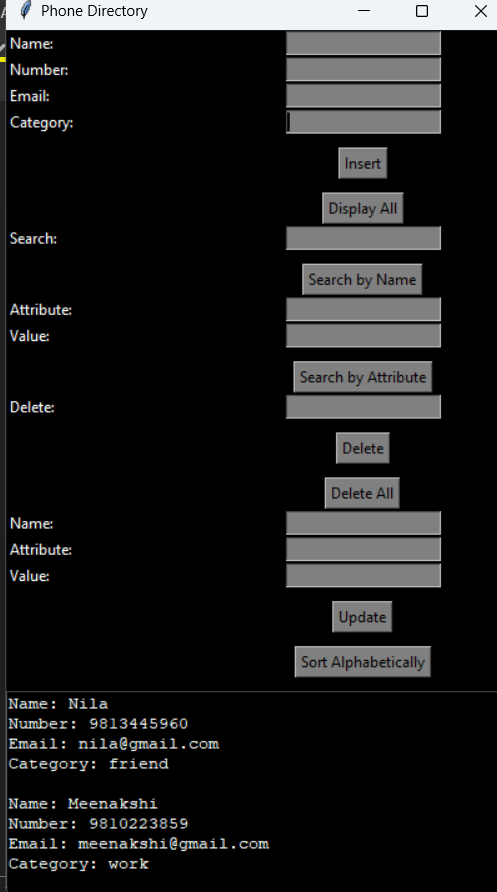 Phone Directory
Name:
Number:
Email:
Category:
Insert
Display All
Search:
Search by Name
Attribute:
Value:
Search by Attribute
Delete:
Delete
Delete All
Name:
Attribute:
Value:
Update
Sort Alphabetically
Name: Nila
Number: 9813445960
Email: nila@gmail.com
Category: friend
Name: Meenakshi
Number: 9810223859
Email: meenakshi@gmail.com
Category: work